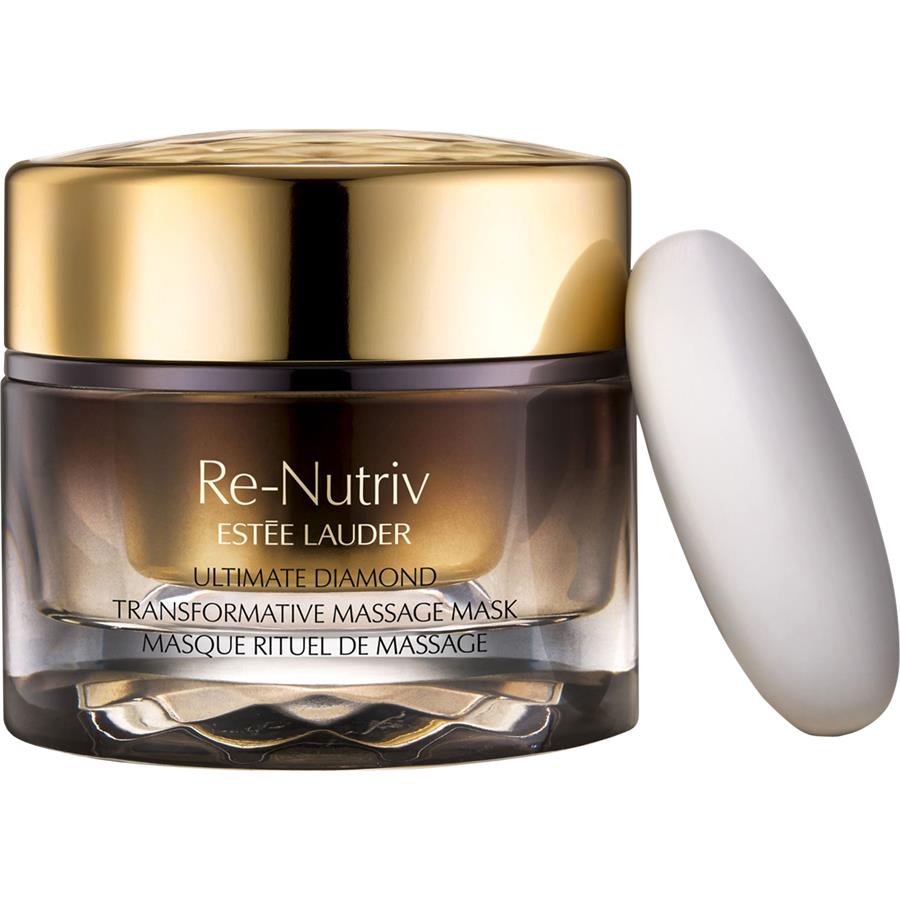 Re-Nutriv
ESTĒE LAUDER
ULTIMATE DIAMOND
TRANSFORMATIVE MASSAGE MASK
MASQUE RITUEL DE MASSAGE